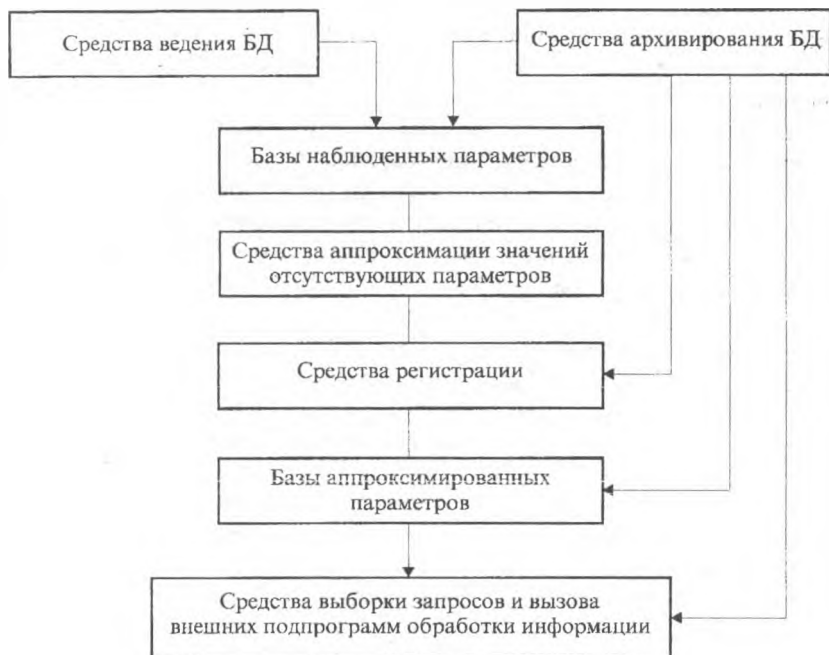 Средства ведения БД
Средства архивирования БД
Базы наблюденных параметров
Средства аппроксимации значений
отсутствующих параметров
Средства регистрации
Базы аппроксимированных
параметров
Средства выборки запросов и вызова
внешних подпрограмм обработки информации